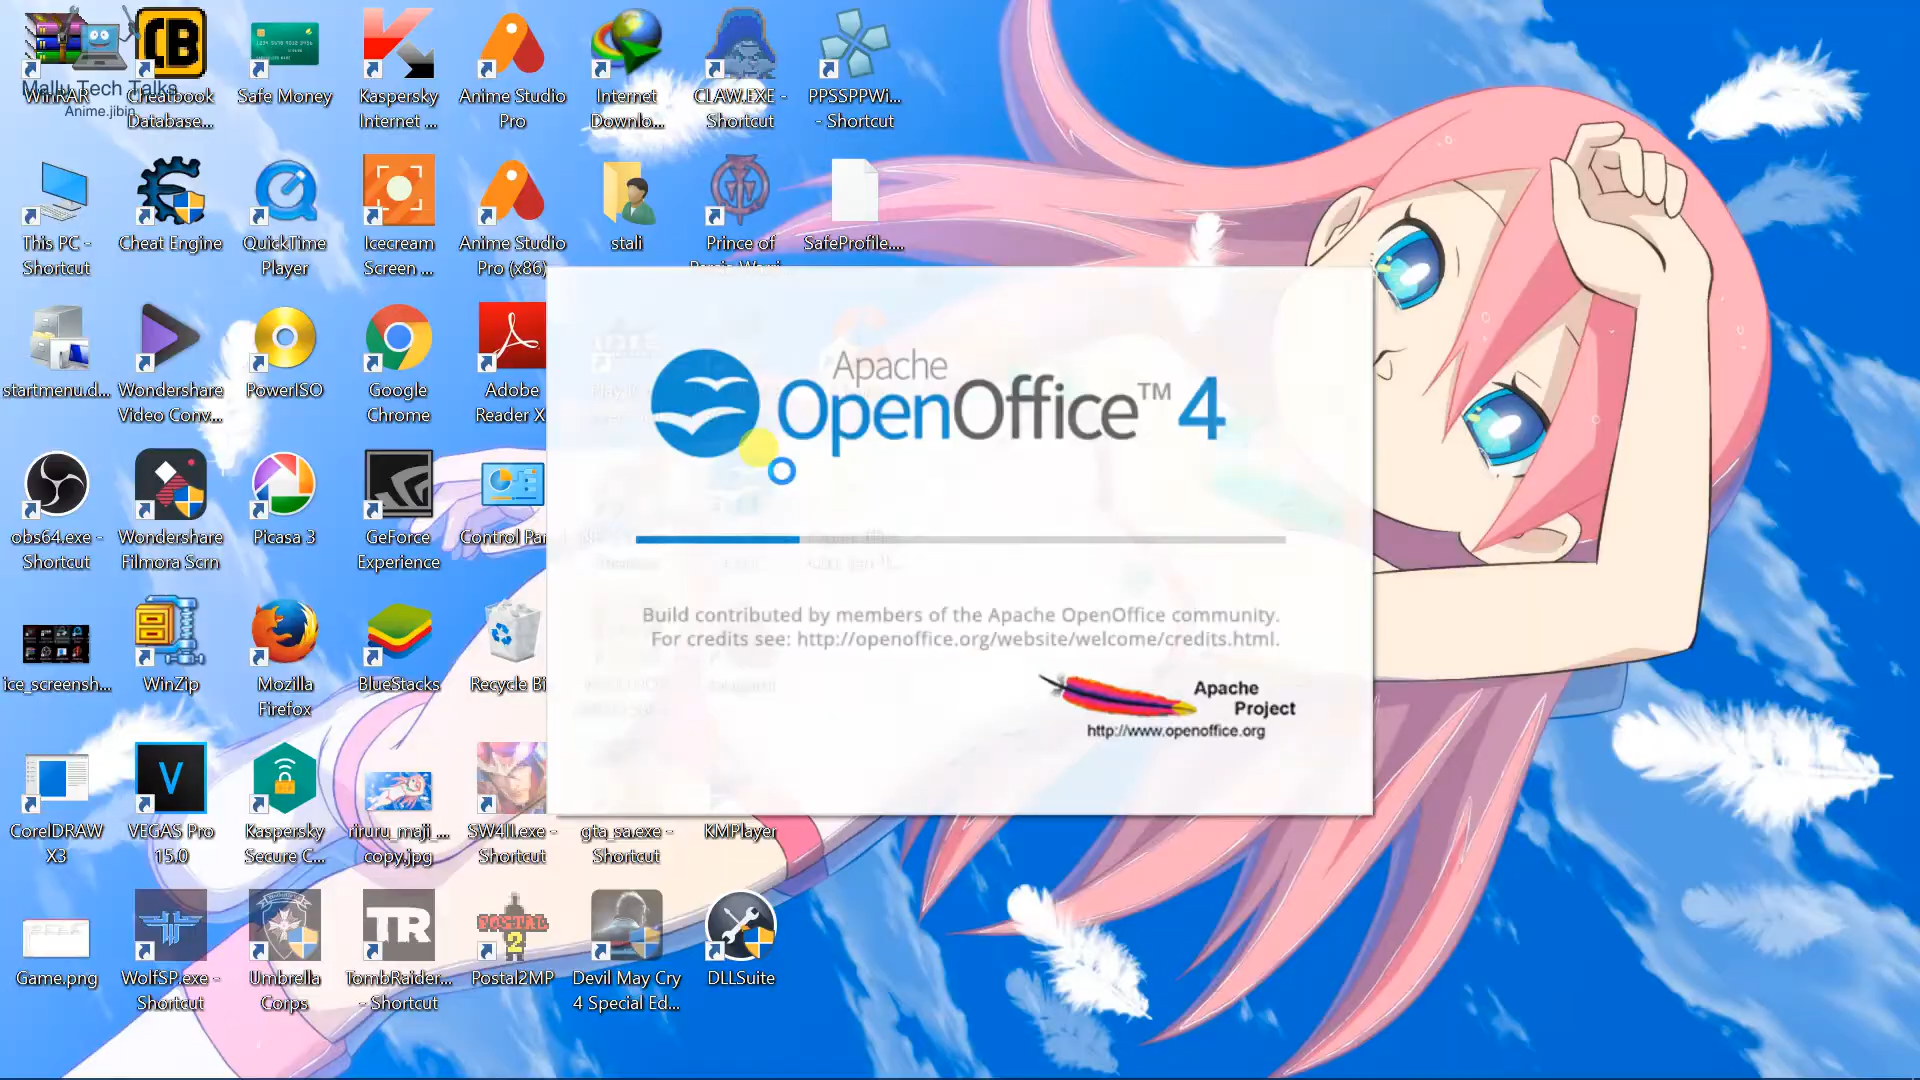 Mallu Tech Talks
Anime.jibin
WinRAR
Cheatbook
Database...
Safe Money
Kaspersky
Internet ...
Anime Studio
Pro
Internet
Downlo...
CLAW.EXE -
Shortcut
PPSSPPWi...
- Shortcut
This PC -
Shortcut
Cheat Engine
QuickTime
Player
Icecream
Screen ...
Anime Studio
Pro (x86)
stali
Prince of
SafeProfile....
startmenu.d...
Wondershare
Video Conv...
PowerISO
Google
Chrome
Adobe
Reader X
Apache
OpenOffice™ 4
obs64.exe -
Shortcut
Wondershare
Filmora Scrn
Picasa 3
GeForce
Experience
Control Pan
Build contributed by members of the Apache OpenOffice community.
For credits see: http://openoffice.org/website/welcome/credits.html.
Apache
Project
http://www.openoffice.org
ice_screensh...
WinZip
Mozilla
Firefox
BlueStacks
Recycle Bi
CorelDRAW
X3
VEGAS Pro
15.0
Kaspersky
Secure C...
riruru_maji_...
copy.jpg
SW4II.exe -
Shortcut
gta_sa.exe -
Shortcut
KMPlayer
Game.png
WolfSP.exe -
Shortcut
Umbrella
Corps
TR
TombRaider...
- Shortcut
POSTAL
2
Postal2MP
Devil May Cry
4 Special Ed...
DLLSuite